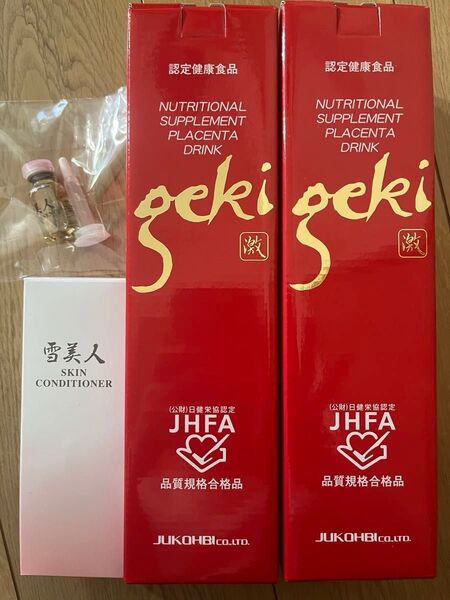 認定健康食品
NUTRITIONAL
SUPPLEMENT
PLACENTA
DRINK
geki
激
(公財)日健栄協認定
JHFA
品質規格合格品
JUKOHBI CO.,LTD.
認定健康食品
NUTRITIONAL
SUPPLEMENT
PLACENTA
DRINK
geki
激
(公財)日健栄協認定
JHFA
品質規格合格品
JUKOHBI CO.,LTD.
雪美人
SKIN
CONDITIONER